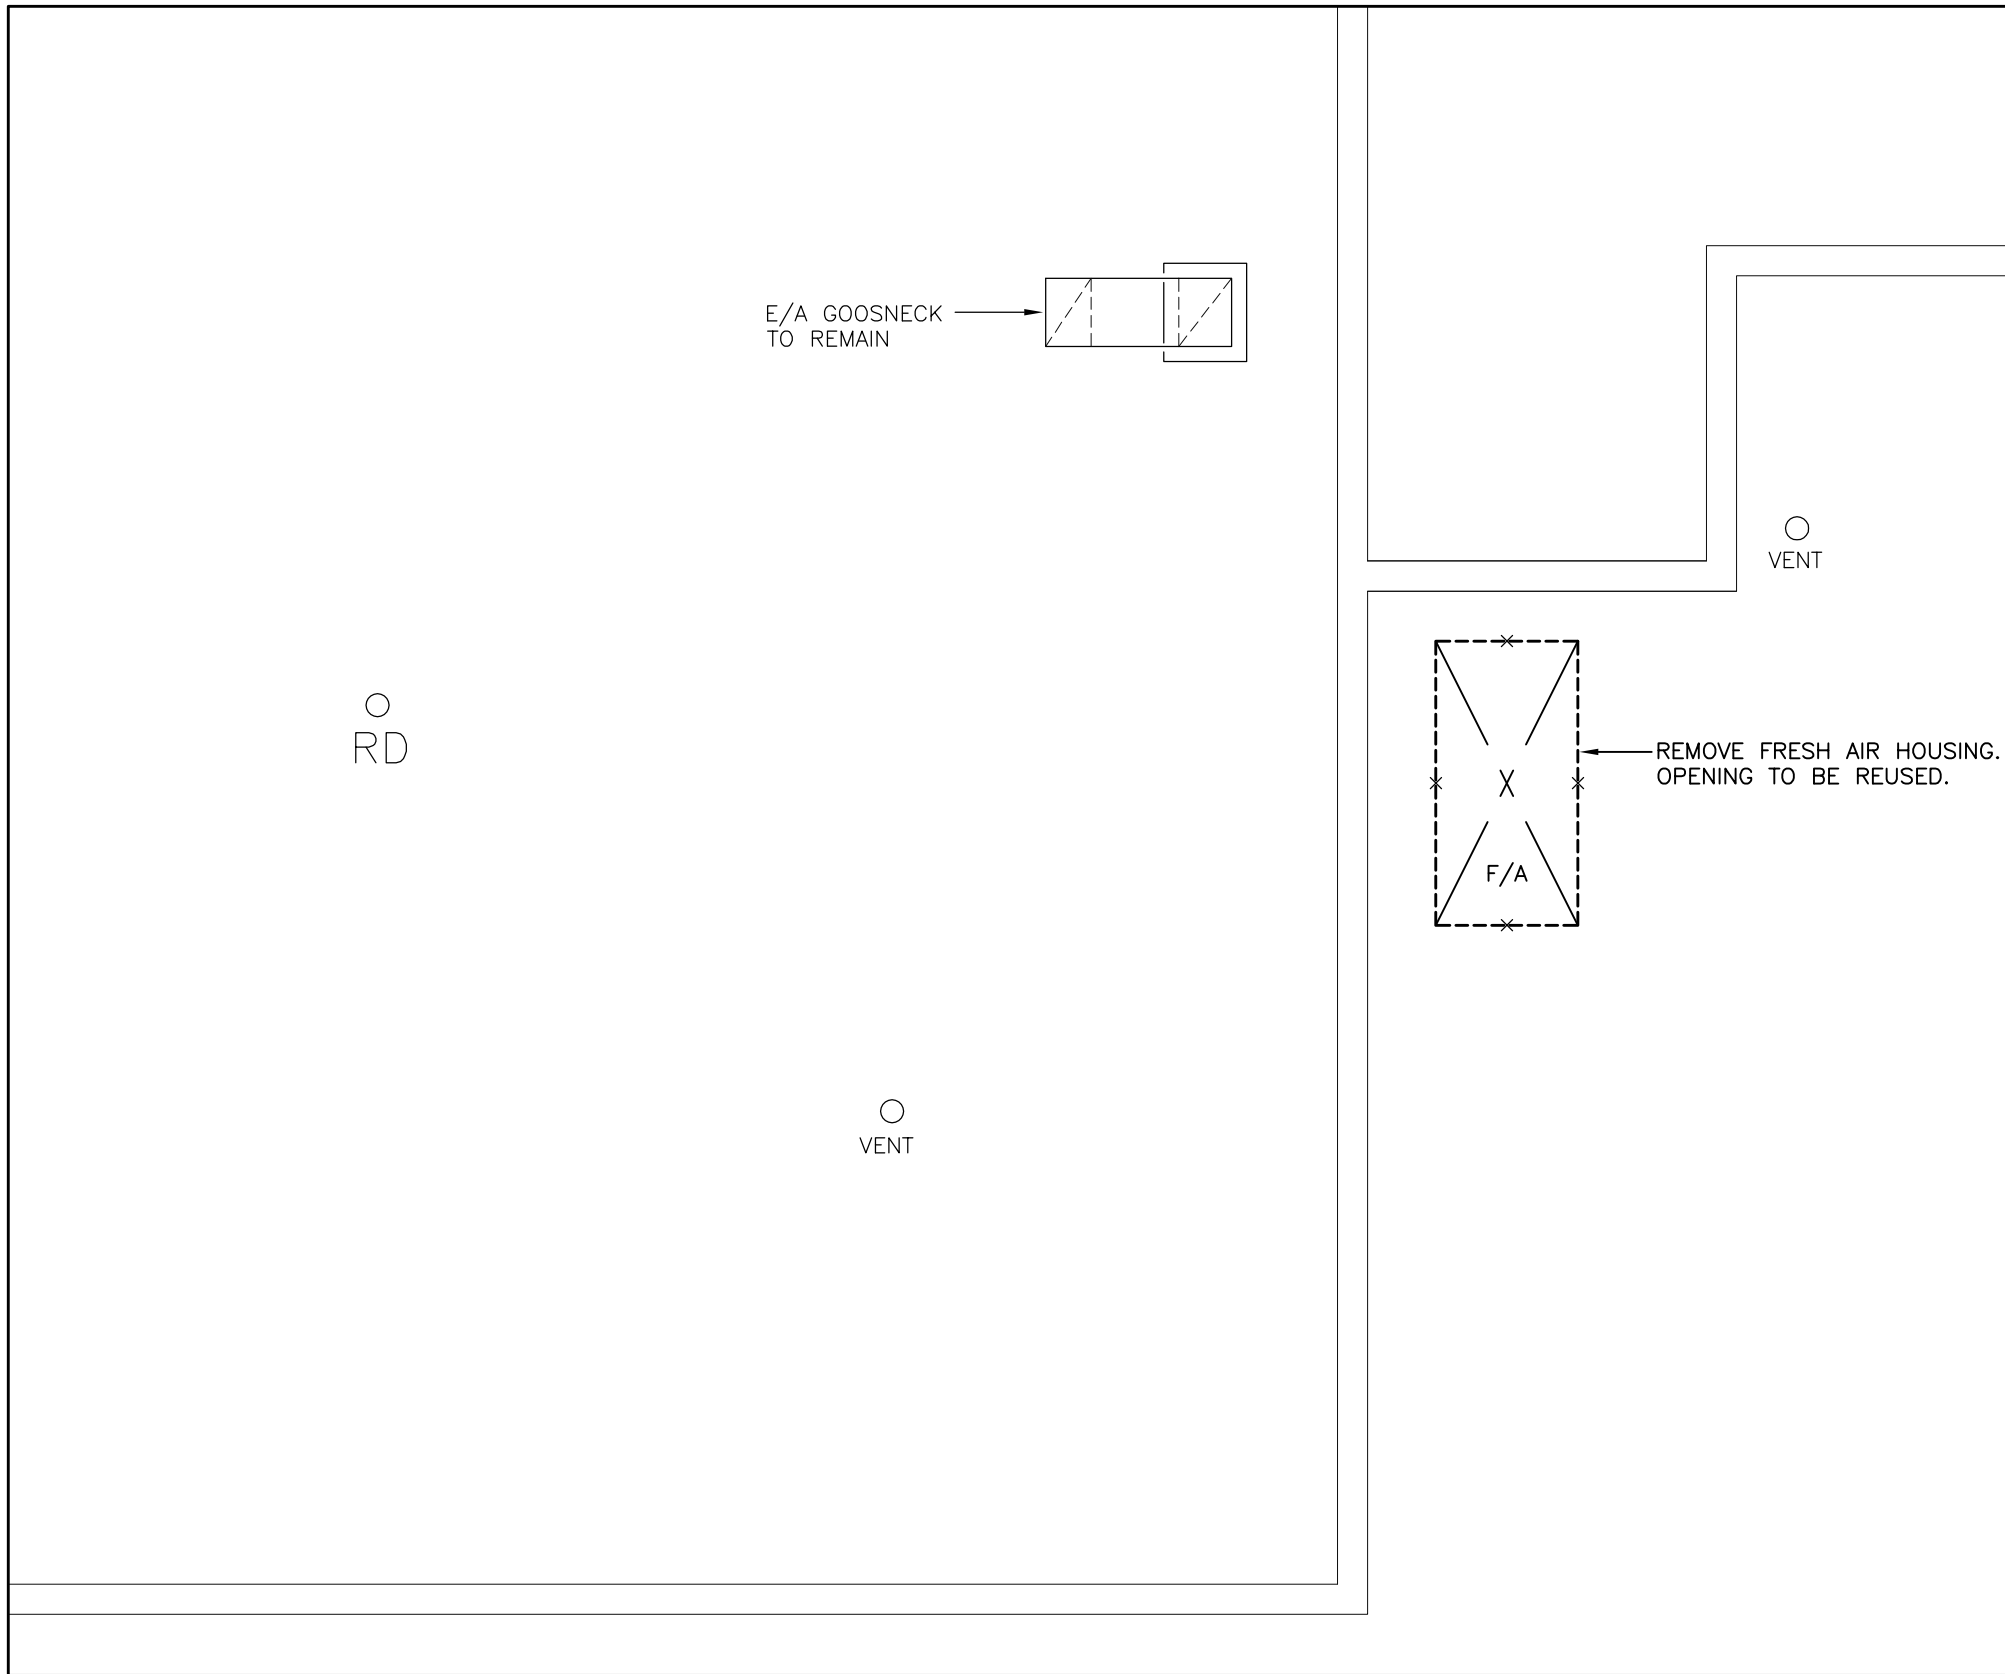 E/A GOOSNECK
TO REMAIN
VENT
RD
REMOVE FRESH AIR HOUSING.
OPENING TO BE REUSED.
X
F/A
VENT